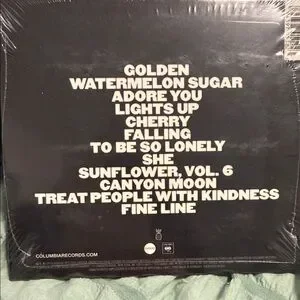 GOLDEN
WATERMELON SUGAR
ADORE YOU
LIGHTS UP
CHERRY
FALLING
TO BE SO LONELY
SHE
SUNFLOWER, VOL. 6
CANYON MOON
TREAT PEOPLE WITH KINDNESS
FINE LINE
COLUMBIARECORDS.COM